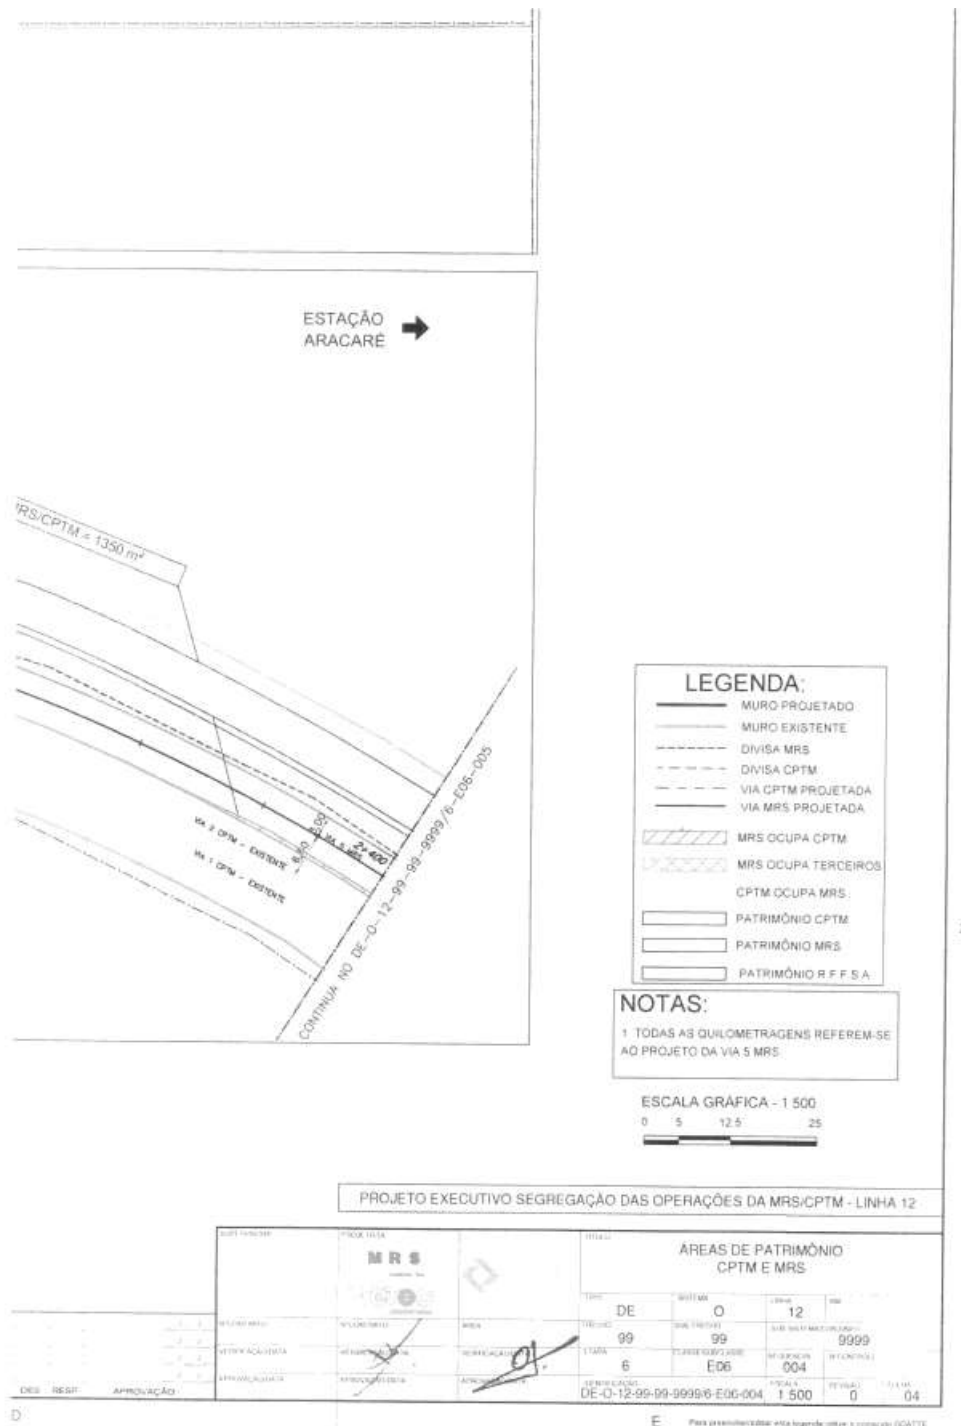 ESTAÇÃO
ARACARÉ
MRS/CPTM = 1350 m²
VIA 2 CPTM - EXISTENTE
VIA 1 CPTM - EXISTENTE
VIA 5 MRS
2+400
CONTINUA NO DE-O-12-99-99-9999/6-E06-005
LEGENDA:
MURO PROJETADO
MURO EXISTENTE
DIVISA MRS
DIVISA CPTM
VIA CPTM PROJETADA
VIA MRS PROJETADA
MRS OCUPA CPTM
MRS OCUPA TERCEIROS
CPTM OCUPA MRS
PATRIMÔNIO CPTM
PATRIMÔNIO MRS
PATRIMÔNIO R F F S A
NOTAS:
1 TODAS AS QUILOMETRAGENS REFEREM-SE
AO PROJETO DA VIA 5 MRS
ESCALA GRÁFICA - 1 500
0 5 12.5 25
PROJETO EXECUTIVO SEGREGAÇÃO DAS OPERAÇÕES DA MRS/CPTM - LINHA 12
MRS
ÁREAS DE PATRIMÔNIO
CPTM E MRS
DE O 12
99 99 9999
6 E06 004
DE-O-12-99-99-9999/6-E06-004 1 500 0 04
DES RESP APROVAÇÃO
D E